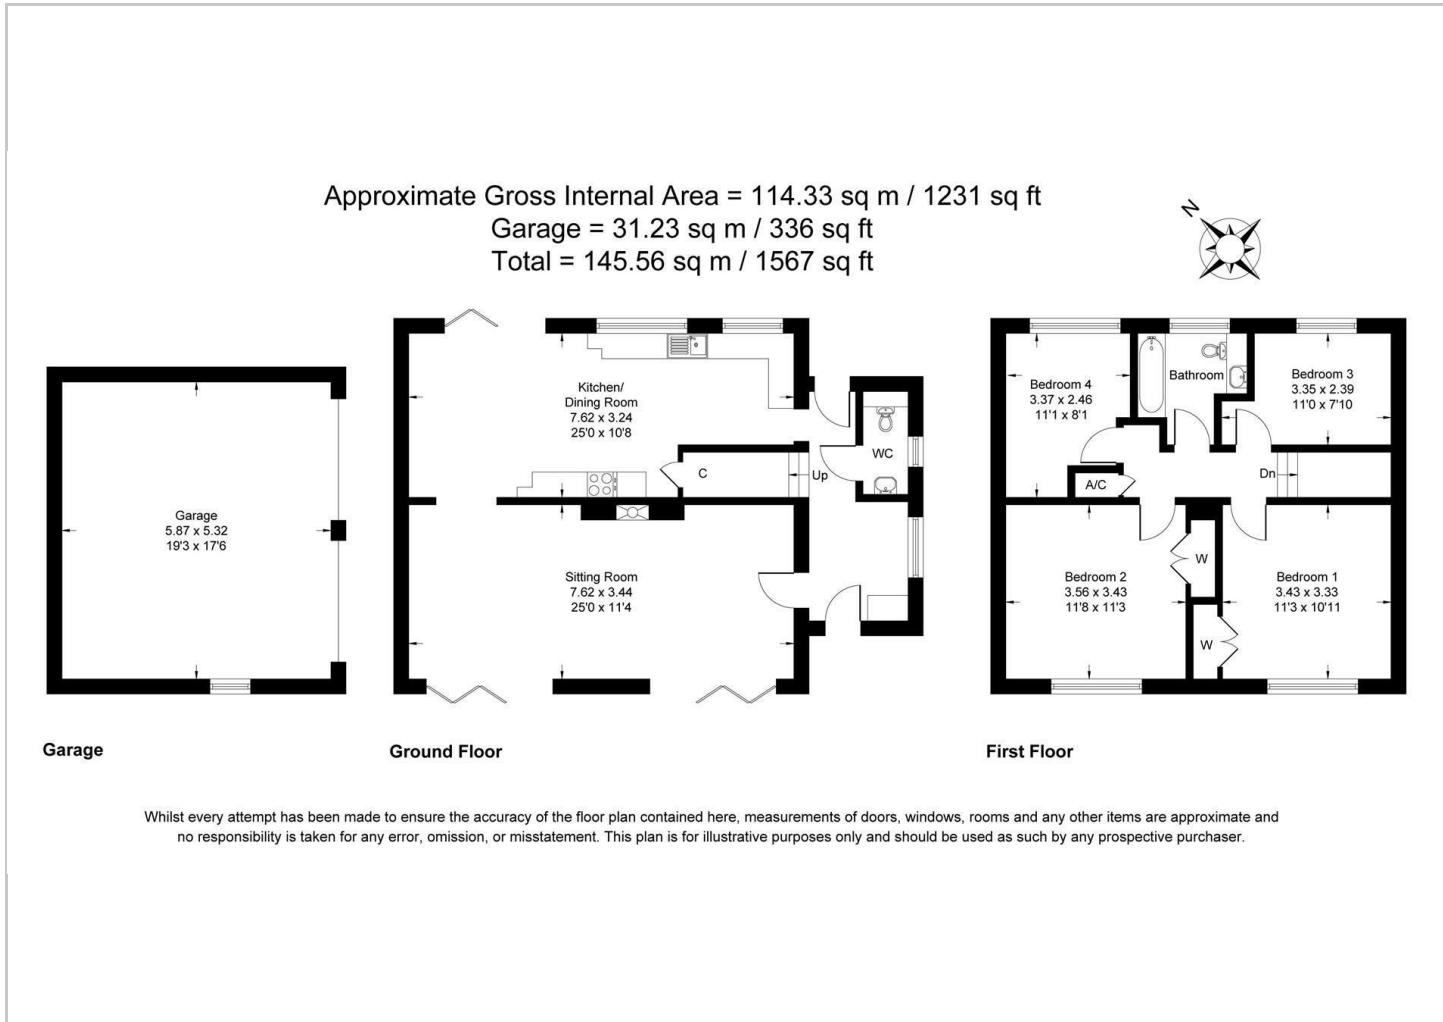 Approximate Gross Internal Area = 114.33 sq m / 1231 sq ft
Garage = 31.23 sq m / 336 sq ft
Total = 145.56 sq m / 1567 sq ft
N
Garage
5.87 x 5.32
19'3 x 17'6
Kitchen/
Dining Room
7.62 x 3.24
25'0 x 10'8
C
Up
WC
Sitting Room
7.62 x 3.44
25'0 x 11'4
Bedroom 4
3.37 x 2.46
11'1 x 8'1
Bathroom
Bedroom 3
3.35 x 2.39
11'0 x 7'10
A/C
Dn
Bedroom 2
3.56 x 3.43
11'8 x 11'3
W
W
Bedroom 1
3.43 x 3.33
11'3 x 10'11
Garage
Ground Floor
First Floor
Whilst every attempt has been made to ensure the accuracy of the floor plan contained here, measurements of doors, windows, rooms and any other items are approximate and
no responsibility is taken for any error, omission, or misstatement. This plan is for illustrative purposes only and should be used as such by any prospective purchaser.